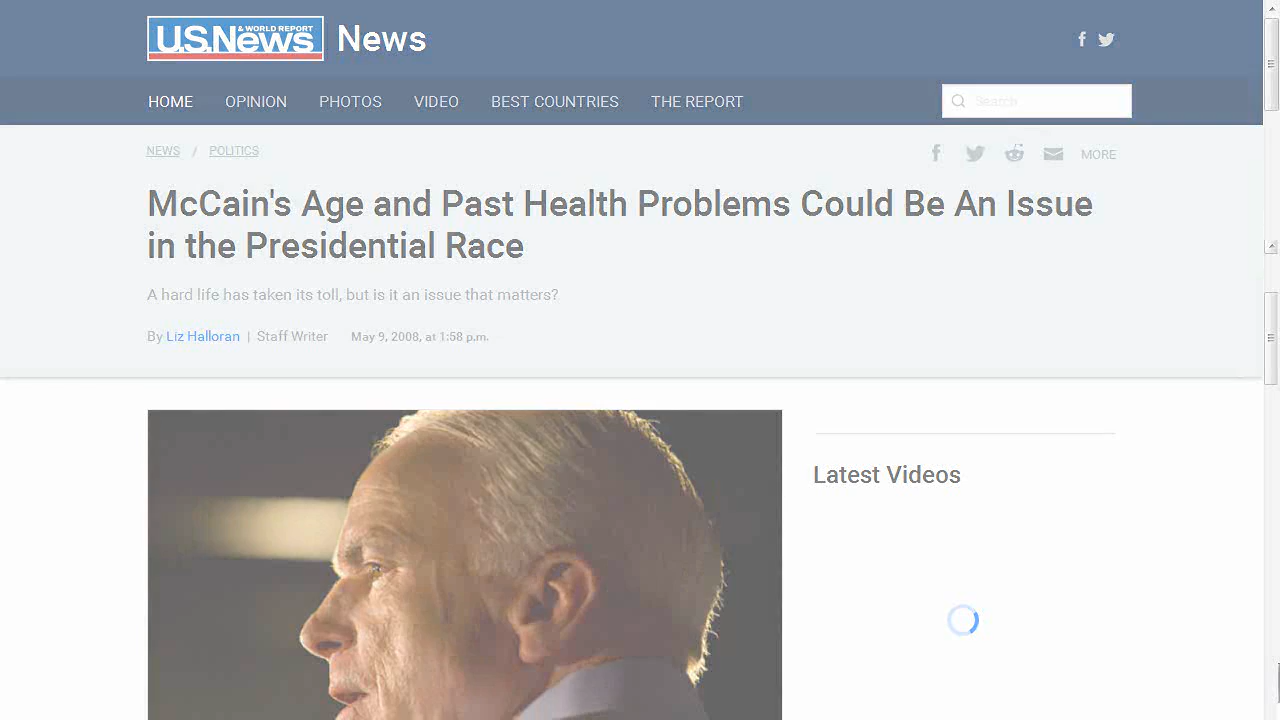 U.S.News & WORLD REPORT News
HOME OPINION PHOTOS VIDEO BEST COUNTRIES THE REPORT Search
NEWS / POLITICS MORE
McCain's Age and Past Health Problems Could Be An Issue
in the Presidential Race
A hard life has taken its toll, but is it an issue that matters?
By Liz Halloran | Staff Writer May 9, 2008, at 1:58 p.m.
Latest Videos